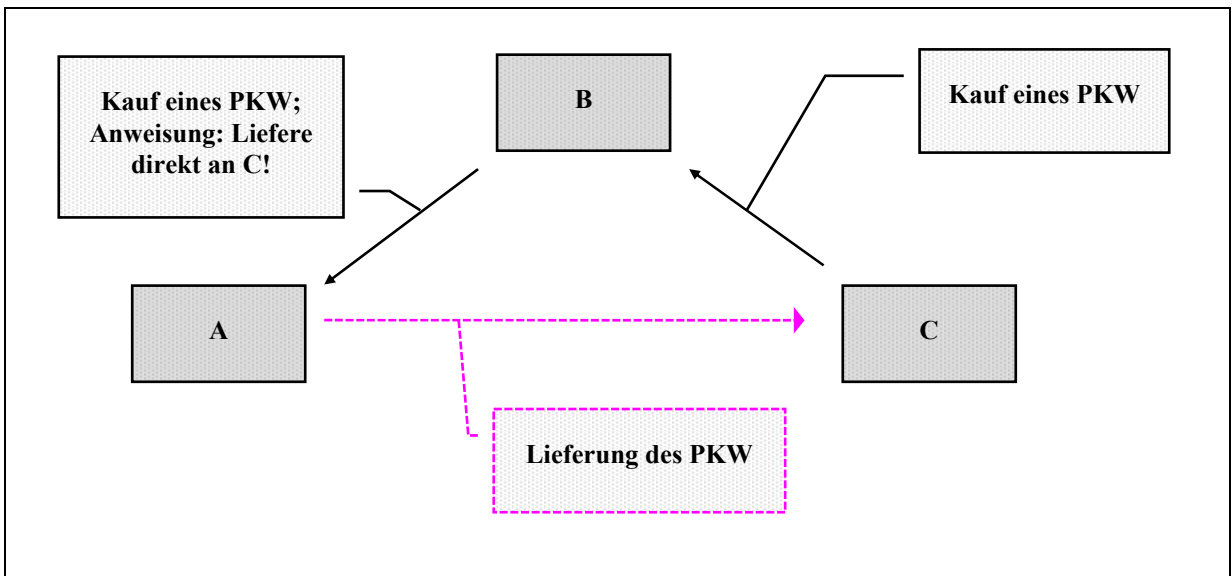 Kauf eines PKW;
Anweisung: Liefere
direkt an C!
B
Kauf eines PKW
A
C
Lieferung des PKW